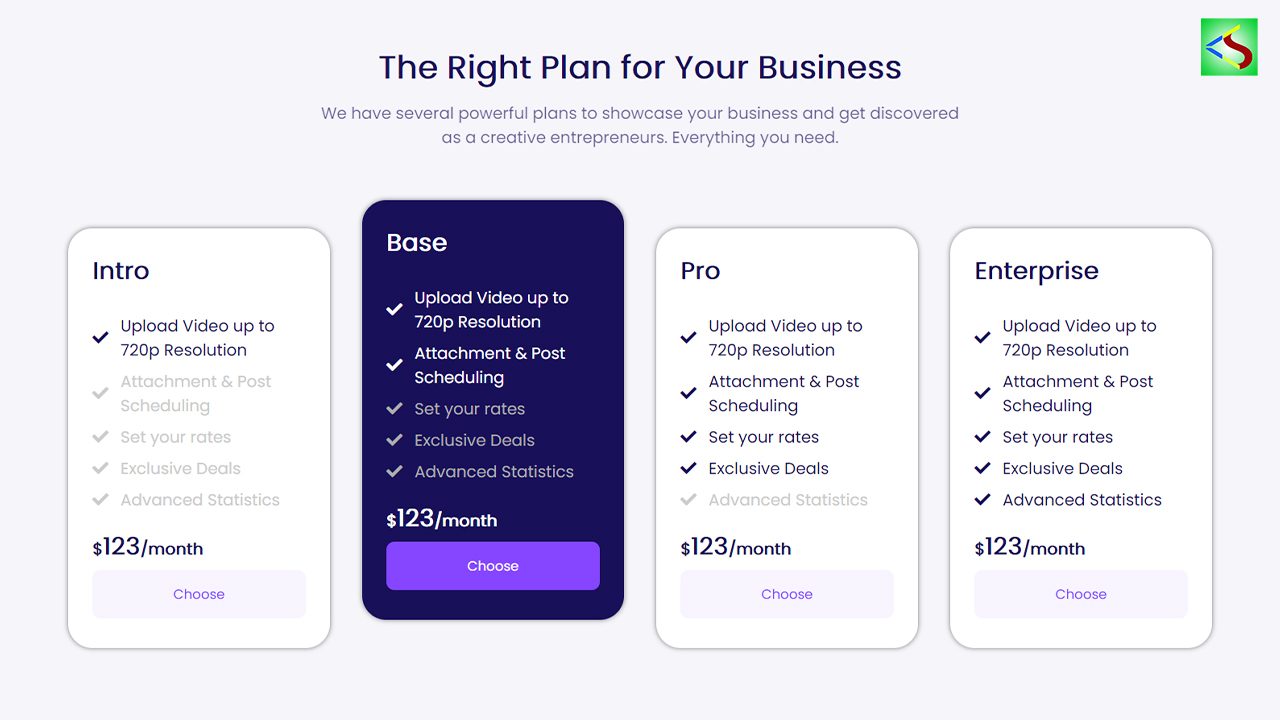 The Right Plan for Your Business
We have several powerful plans to showcase your business and get discovered
as a creative entrepreneurs. Everything you need.
Intro
Upload Video up to
720p Resolution
Attachment & Post
Scheduling
Set your rates
Exclusive Deals
Advanced Statistics
$123/month
Choose
Base
Upload Video up to
720p Resolution
Attachment & Post
Scheduling
Set your rates
Exclusive Deals
Advanced Statistics
$123/month
Choose
Pro
Upload Video up to
720p Resolution
Attachment & Post
Scheduling
Set your rates
Exclusive Deals
Advanced Statistics
$123/month
Choose
Enterprise
Upload Video up to
720p Resolution
Attachment & Post
Scheduling
Set your rates
Exclusive Deals
Advanced Statistics
$123/month
Choose